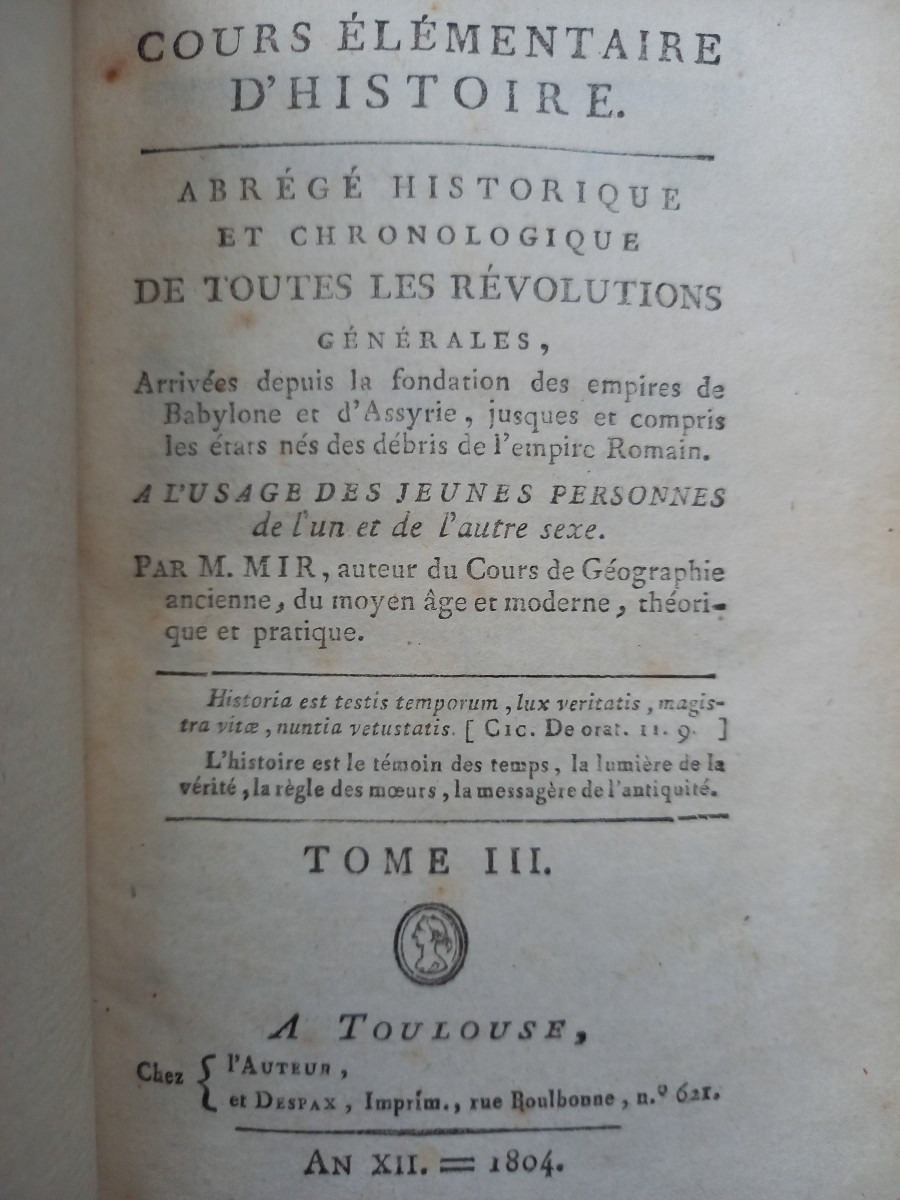 COURS ÉLÉMENTAIRE
D'HISTOIRE.
ABRÉGÉ HISTORIQUE
ET CHRONOLOGIQUE
DE TOUTES LES RÉVOLUTIONS
GÉNÉRALES,
Arrivées depuis la fondation des empires de
Babylone et d'Assyrie, jusques et compris
les états nés des débris de l'empire Romain.
A L'USAGE DES JEUNES PERSONNES
de l'un et de l'autre sexe.
PAR M. MIR, auteur du Cours de Géographie
ancienne, du moyen âge et moderne, théori-
que et pratique.
Historia est testis temporum, lux veritatis, magis-
tra vitæ, nuntia vetustatis. [ CIC. De orat. 11. 9. ]
L'histoire est le témoin des temps, la lumière de la
vérité, la règle des mœurs, la messagère de l'antiquité.
TOME III.
A TOULOUSE,
Chez { l'AUTEUR,
et DESPAX, Imprim., rue Roulbonne, n.º 621.
AN XII. = 1804.